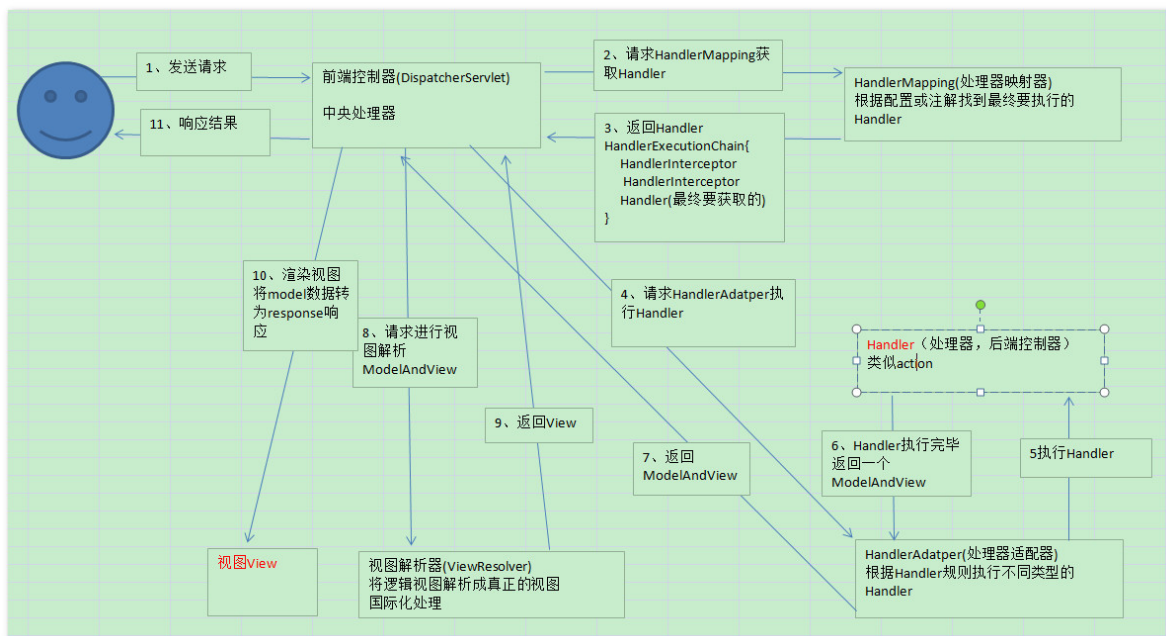 1、发送请求
前端控制器(DispatcherServlet)
中央处理器
2、请求HandlerMapping获
取Handler
HandlerMapping(处理器映射器)
根据配置或注解找到最终要执行的
Handler
11、响应结果
3、返回Handler
HandlerExecutionChain{
HandlerInterceptor
HandlerInterceptor
Handler(最终要获取的)
}
10、渲染视图
将model数据转
为response响
应
8、请求进行视
图解析
ModelAndView
4、请求HandlerAdatper执
行Handler
Handler（处理器，后端控制器）
类似action
9、返回View
7、返回
ModelAndView
6、Handler执行完毕
返回一个
ModelAndView
5执行Handler
视图View
视图解析器(ViewResolver)
将逻辑视图解析成真正的视图
国际化处理
HandlerAdatper(处理器适配器)
根据Handler规则执行不同类型的
Handler